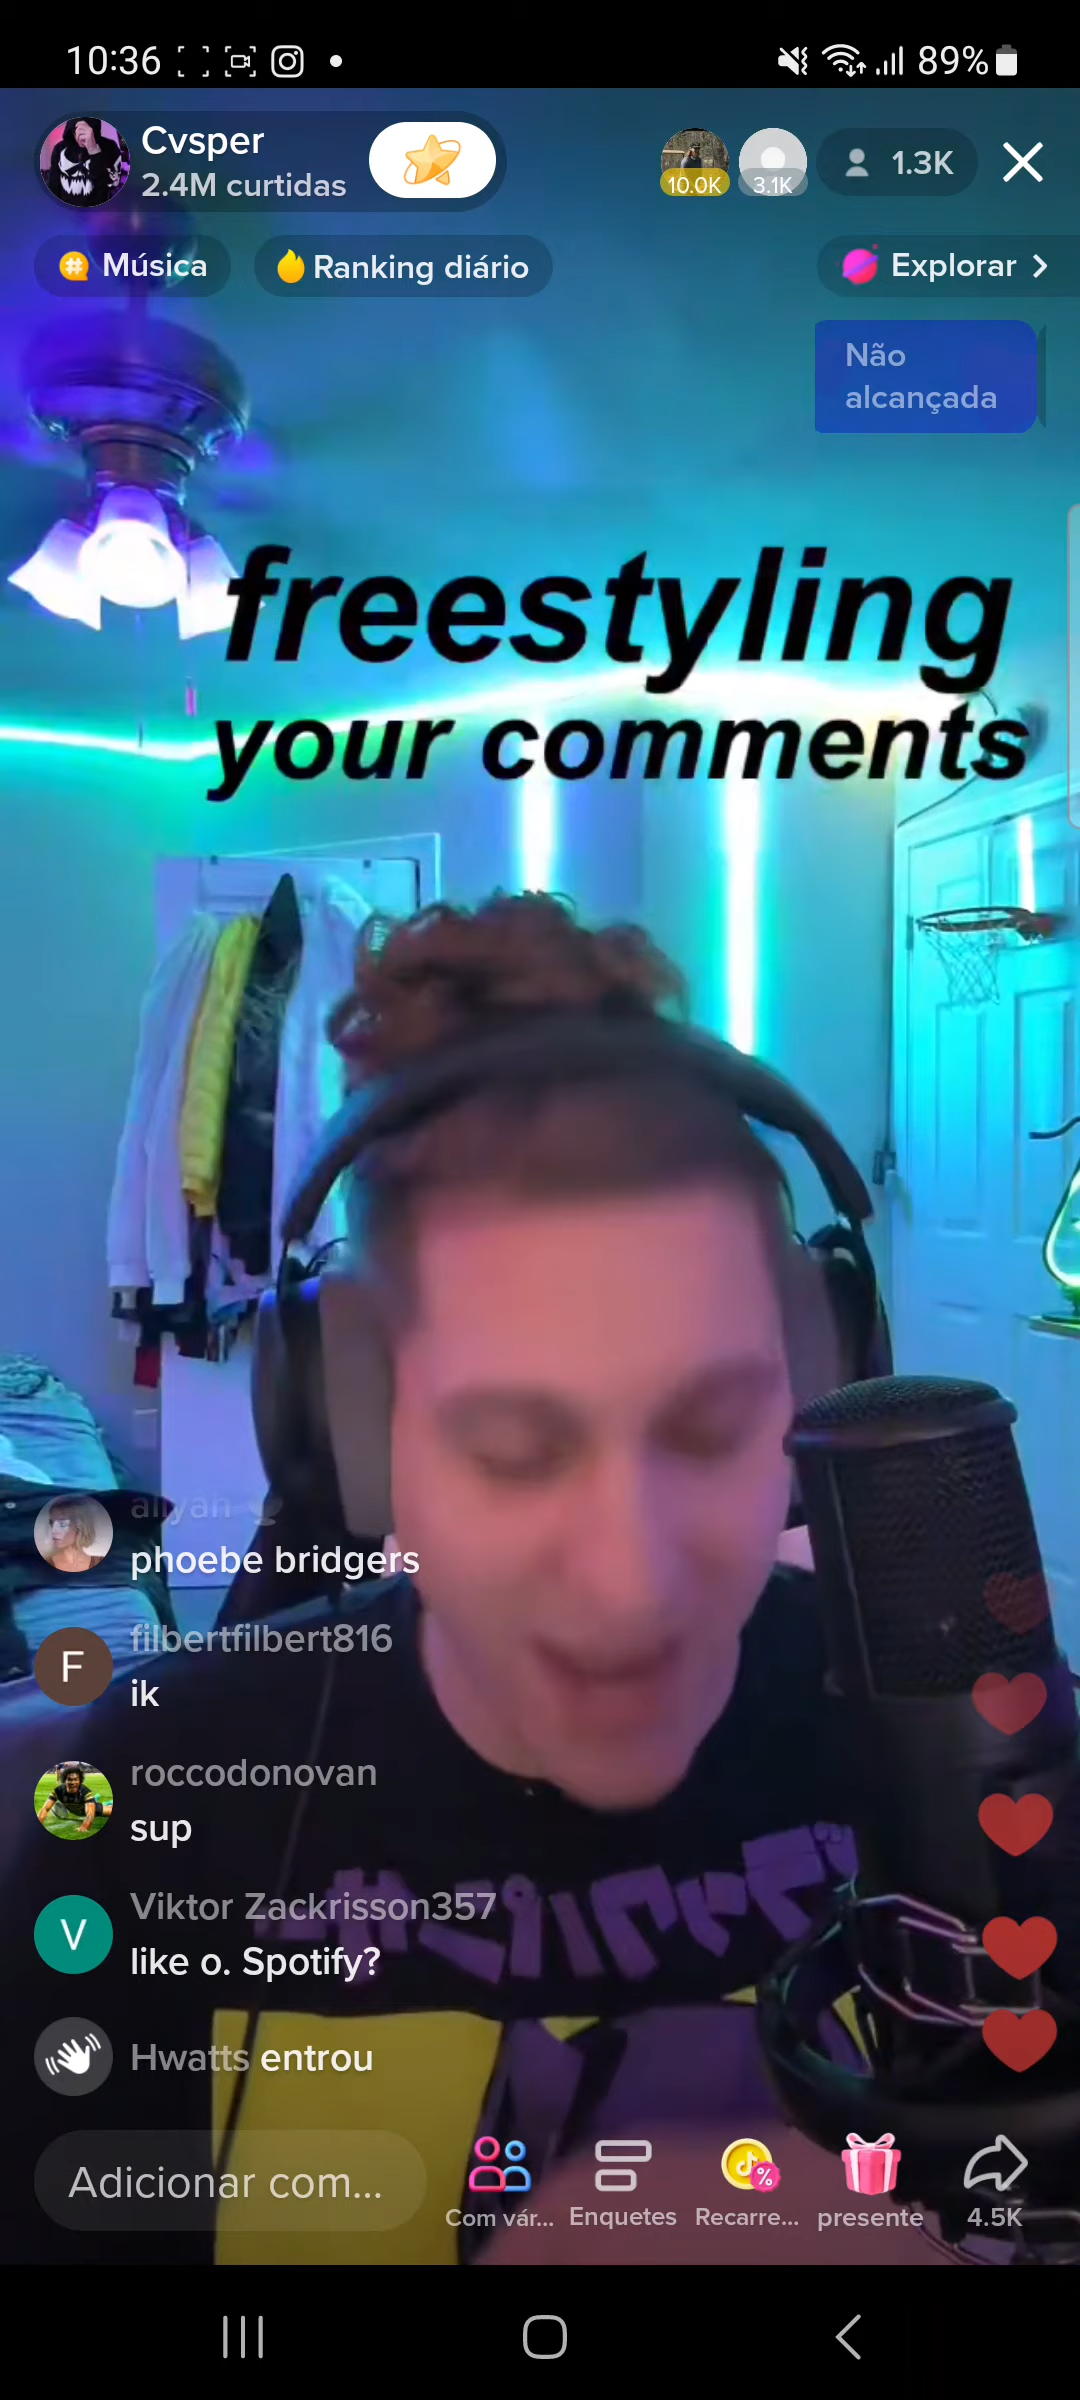 10:36
89%
Cvsper
2.4M curtidas
10.0K
3.1K
1.3K
Música
Ranking diário
Explorar
Não
alcançada
freestyling
your comments
aliyah
phoebe bridgers
filbertfilbert816
F
ik
roccodonovan
sup
Viktor Zackrisson357
V
like o. Spotify?
Hwatts entrou
Adicionar com...
Com vár...
Enquetes
Recarre...
presente
4.5K